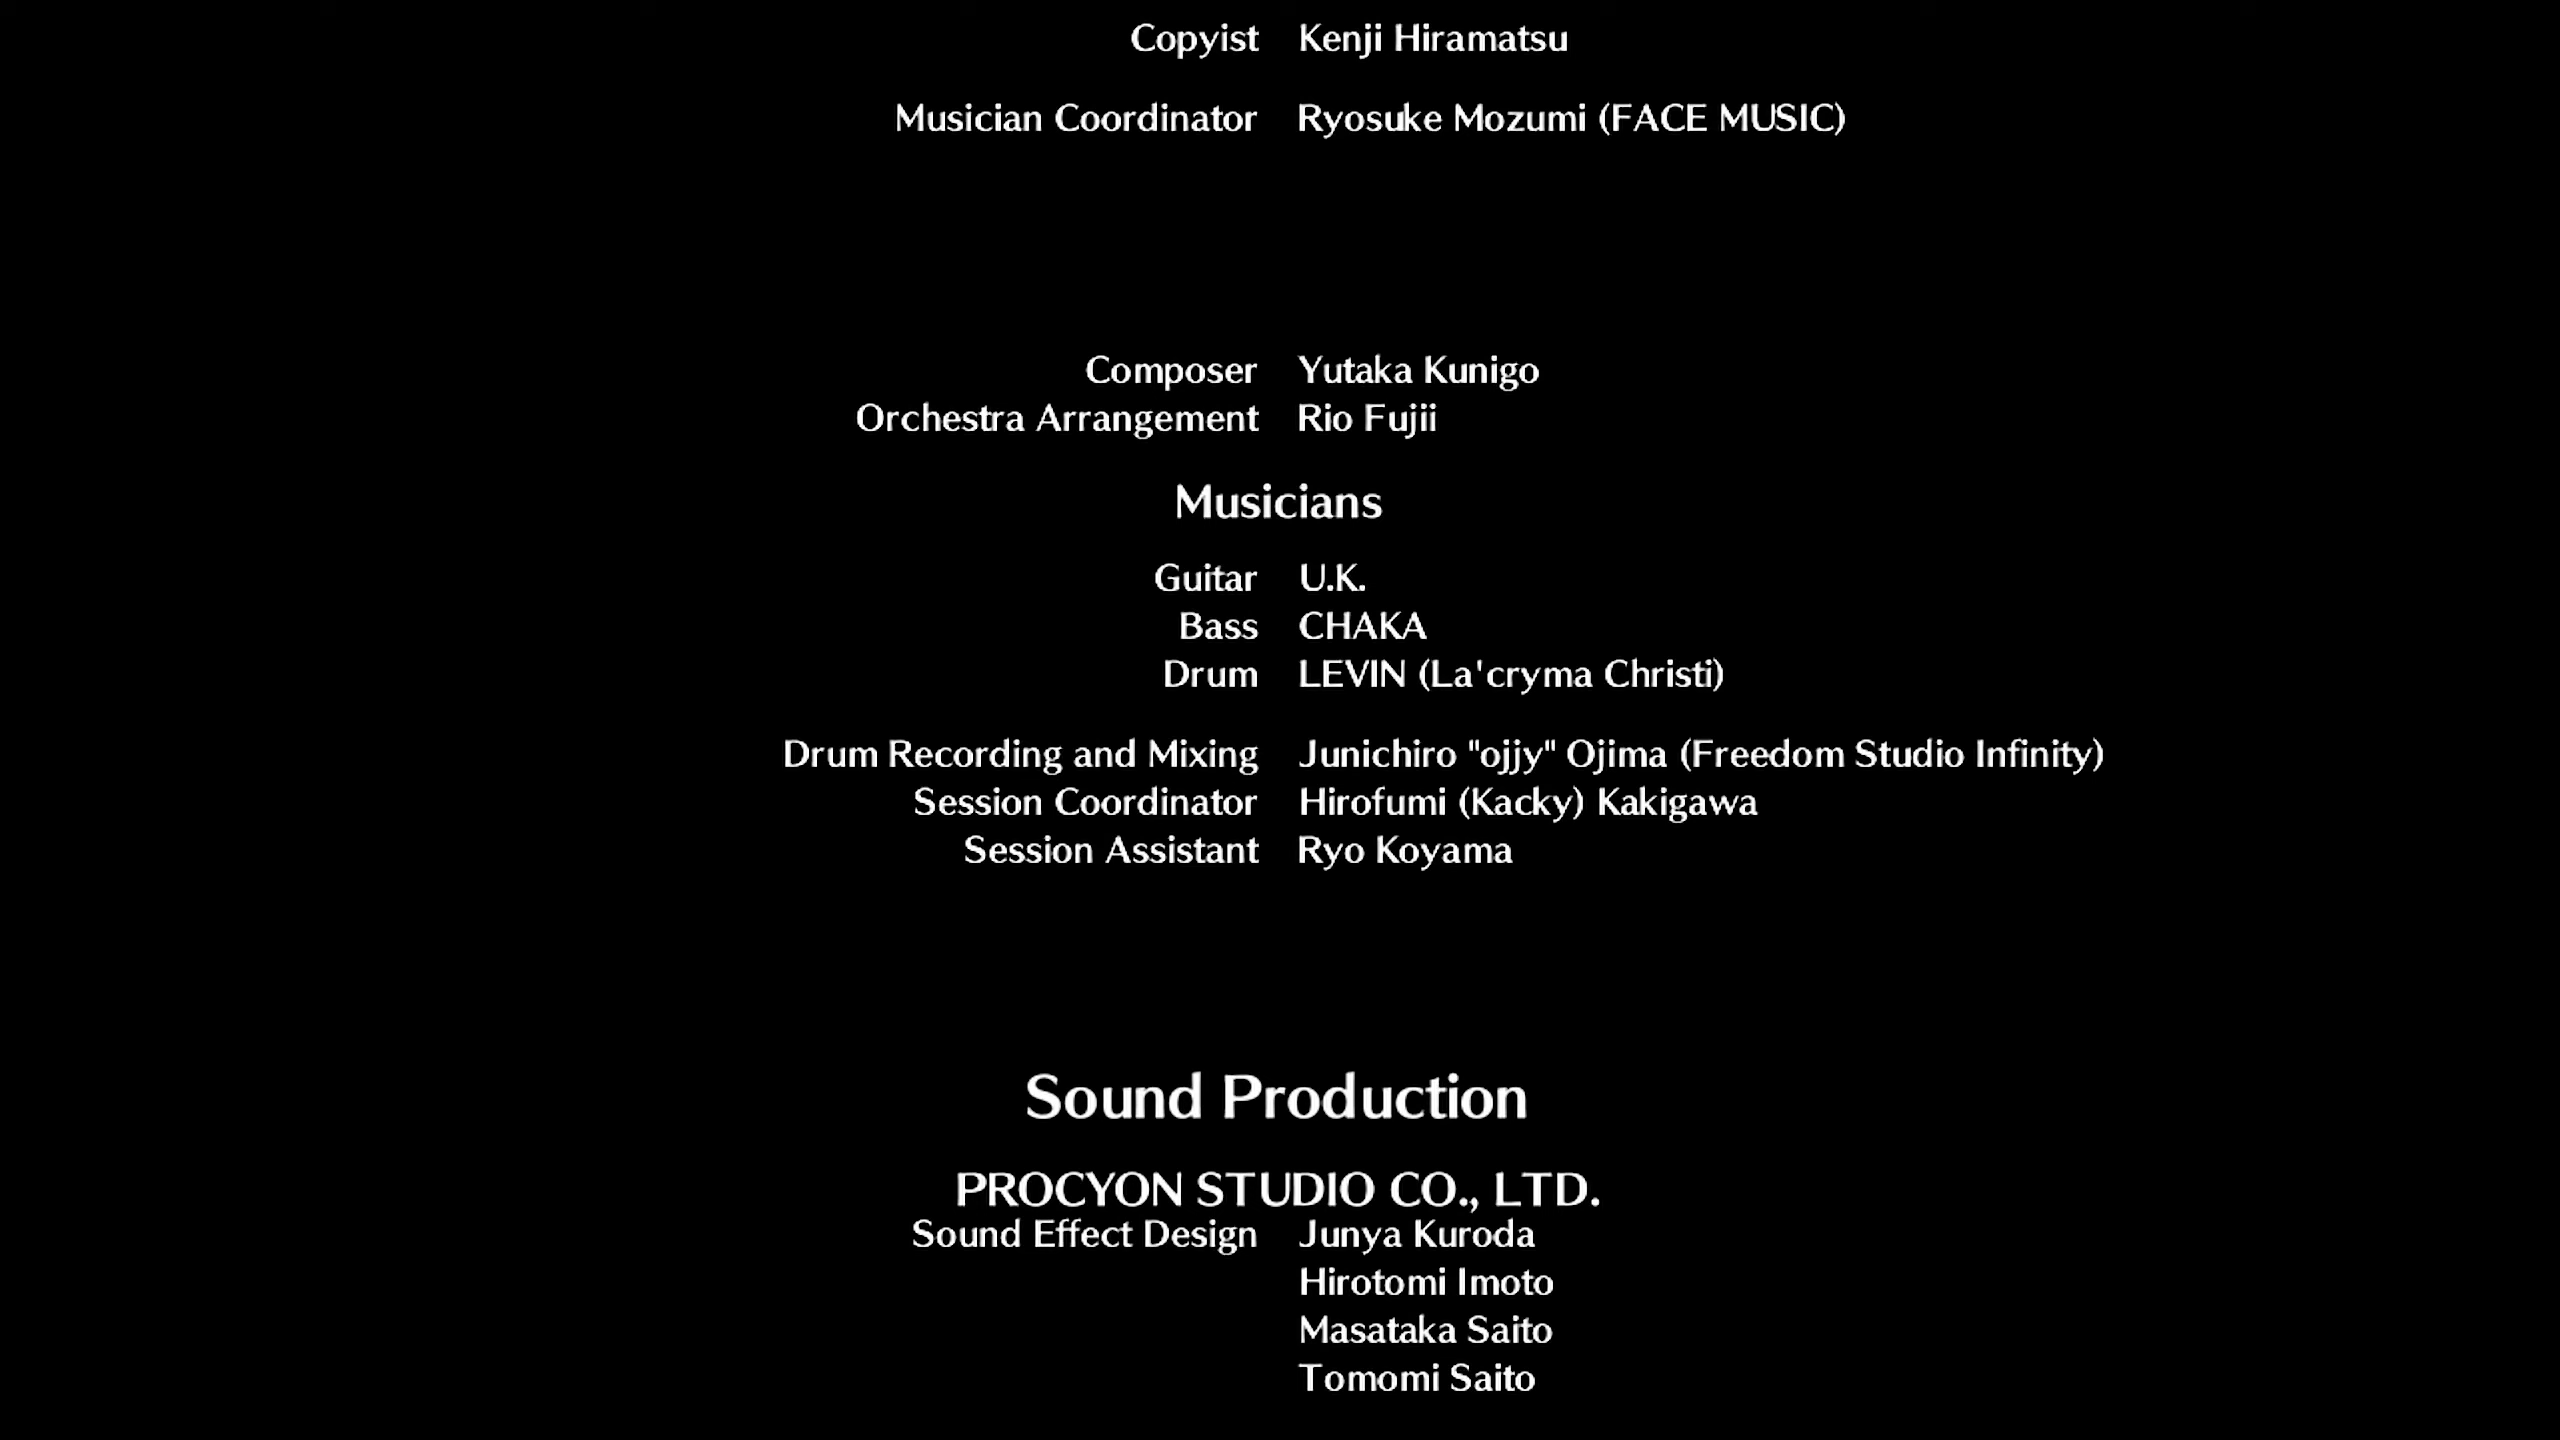 Copyist Kenji Hiramatsu
Musician Coordinator Ryosuke Mozumi (FACE MUSIC)
Composer Yutaka Kunigo
Orchestra Arrangement Rio Fujii
Musicians
Guitar U.K.
Bass CHAKA
Drum LEVIN (La'cryma Christi)
Drum Recording and Mixing Junichiro "ojjy" Ojima (Freedom Studio Infinity)
Session Coordinator Hirofumi (Kacky) Kakigawa
Session Assistant Ryo Koyama
Sound Production
PROCYON STUDIO CO., LTD.
Sound Effect Design Junya Kuroda
Hirotomi Imoto
Masataka Saito
Tomomi Saito